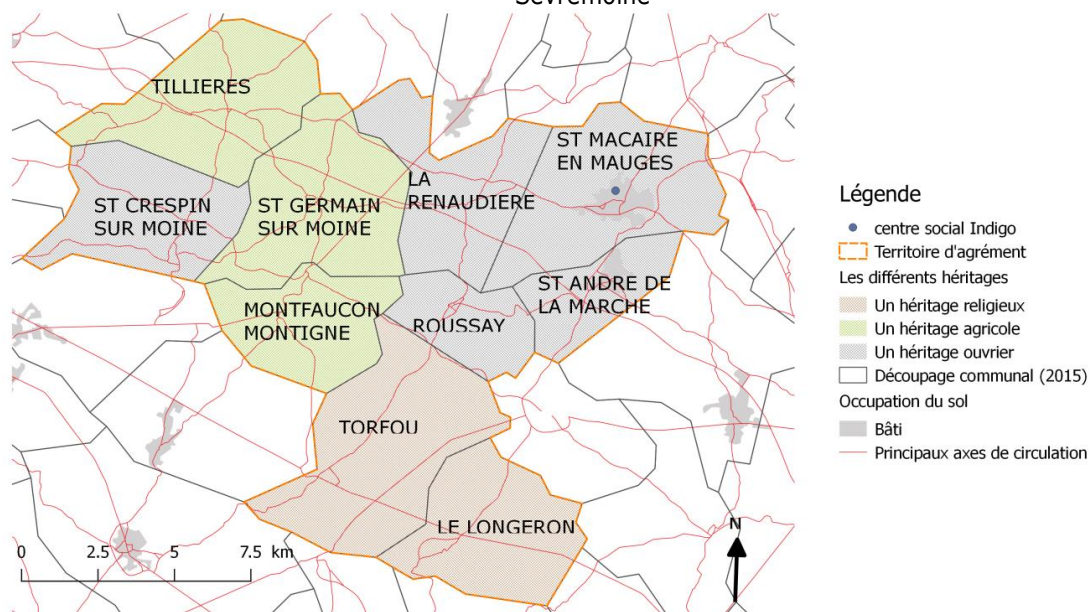 Sèvremoine
TILLIERES
ST MACAIRE
EN MAUGES
LA
RENAUDIERE
ST CRESPIN
SUR MOINE
ST GERMAIN
SUR MOINE
ST ANDRE DE
LA MARCHE
MONTFAUCON
MONTIGNE
ROUSSAY
TORFOU
LE LONGERON
N
0 2.5 5 7.5 km
Légende
centre social Indigo
Territoire d'agrément
Les différents héritages
Un héritage religieux
Un héritage agricole
Un héritage ouvrier
Découpage communal (2015)
Occupation du sol
Bâti
Principaux axes de circulation